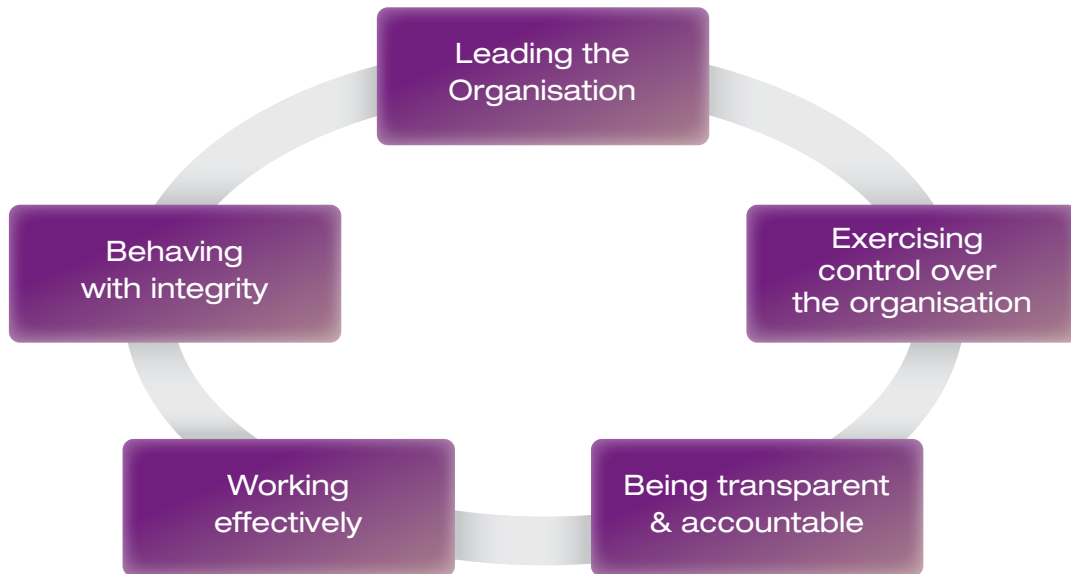 Leading the
Organisation
Exercising
control over
the organisation
Being transparent
& accountable
Working
effectively
Behaving
with integrity